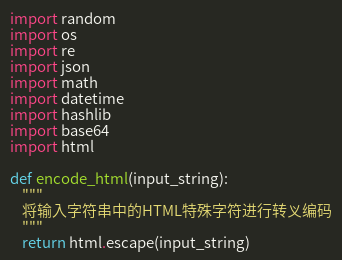 import random
import os
import re
import json
import math
import datetime
import hashlib
import base64
import html

def encode_html(input_string):
    """
    将输入字符串中的HTML特殊字符进行转义编码
    """
    return html.escape(input_string)